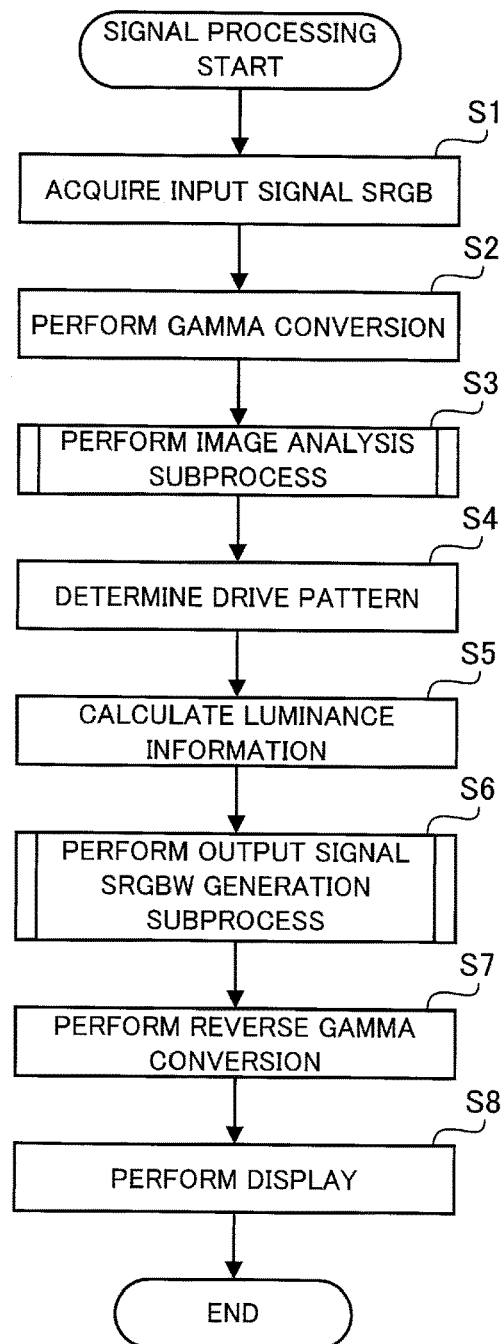 SIGNAL PROCESSING
START
S1
ACQUIRE INPUT SIGNAL SRGB
S2
PERFORM GAMMA CONVERSION
S3
PERFORM IMAGE ANALYSIS
SUBPROCESS
S4
DETERMINE DRIVE PATTERN
S5
CALCULATE LUMINANCE
INFORMATION
S6
PERFORM OUTPUT SIGNAL
SRGBW GENERATION
SUBPROCESS
S7
PERFORM REVERSE GAMMA
CONVERSION
S8
PERFORM DISPLAY
END